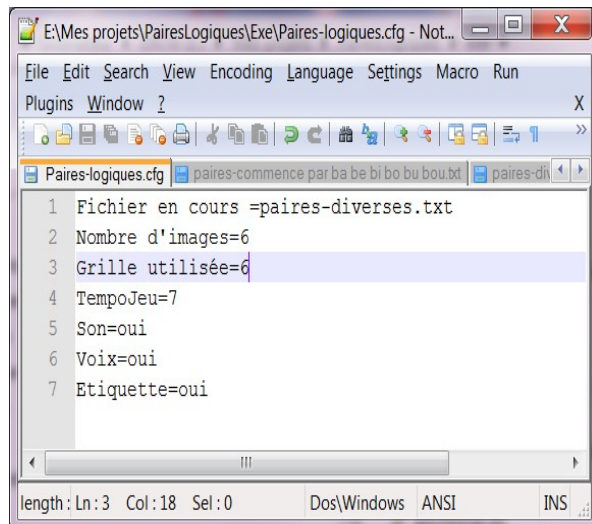 E:\Mes projets\PairesLogiques\Exe\Paires-logiques.cfg - Not...
File Edit Search View Encoding Language Settings Macro Run
Plugins Window ? X
Paires-logiques.cfg paires-commence par ba be bi bo bu bou.txt paires-div
1 Fichier en cours =paires-diverses.txt
2 Nombre d'images=6
3 Grille utilisée=6
4 TempoJeu=7
5 Son=oui
6 Voix=oui
7 Etiquette=oui
length : Ln : 3 Col : 18 Sel : 0 Dos\Windows ANSI INS